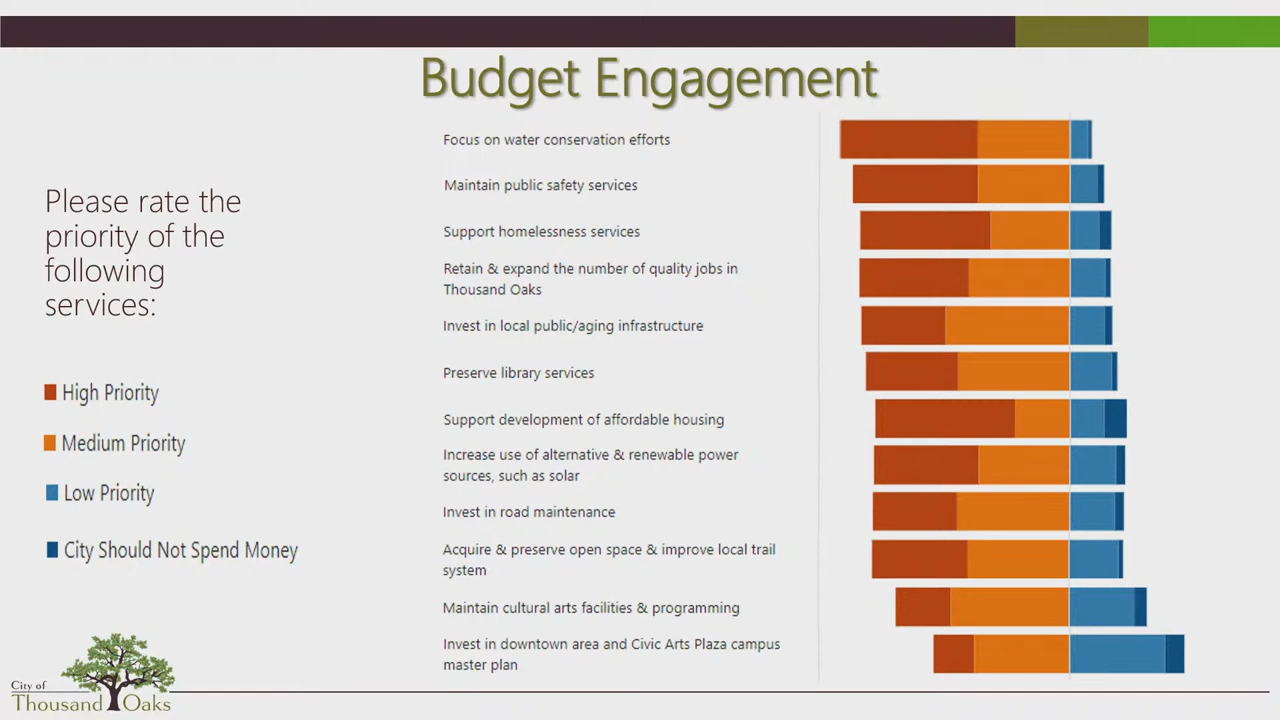 Budget Engagement
Please rate the
priority of the
following
services:
High Priority
Medium Priority
Low Priority
City Should Not Spend Money
Focus on water conservation efforts
Maintain public safety services
Support homelessness services
Retain & expand the number of quality jobs in
Thousand Oaks
Invest in local public/aging infrastructure
Preserve library services
Support development of affordable housing
Increase use of alternative & renewable power
sources, such as solar
Invest in road maintenance
Acquire & preserve open space & improve local trail
system
Maintain cultural arts facilities & programming
Invest in downtown area and Civic Arts Plaza campus
master plan
City of
Thousand Oaks